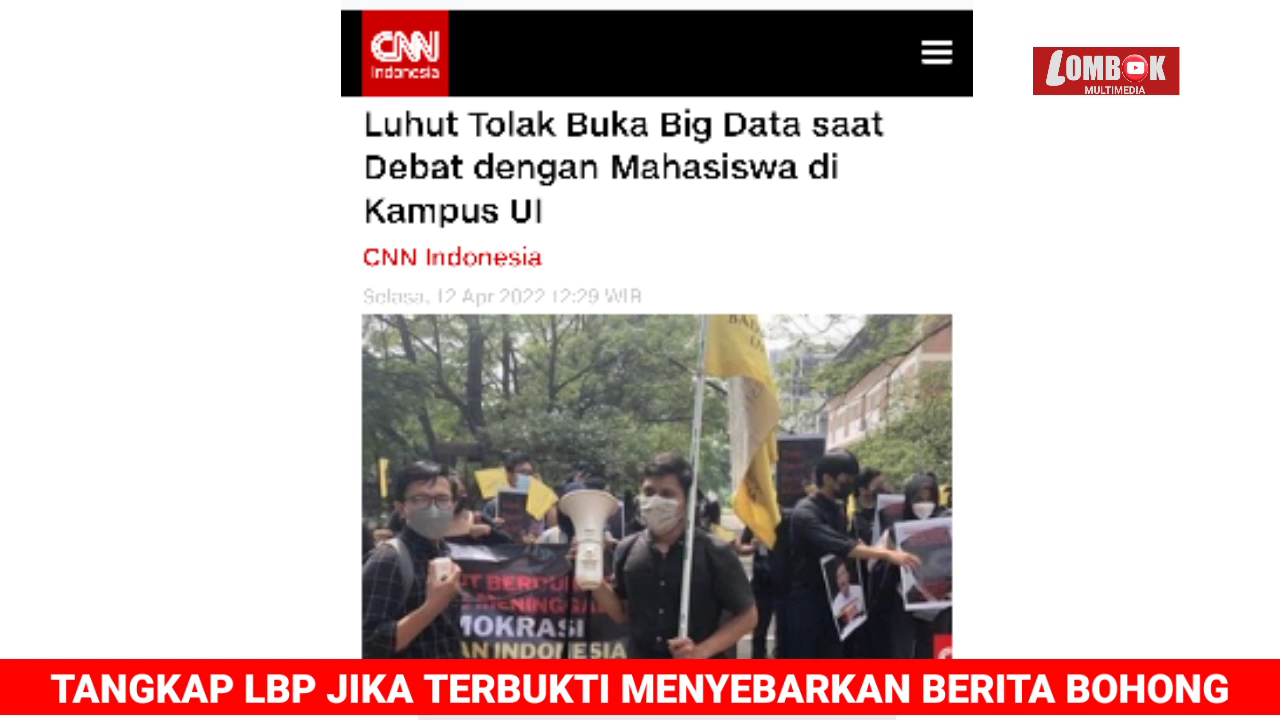 CNN
Indonesia
LOMBOK
MULTIMEDIA
Luhut Tolak Buka Big Data saat
Debat dengan Mahasiswa di
Kampus UI
CNN Indonesia
Selasa, 12 Apr 2022 12:29 WIB
MENINGGAL
MOKRASI
AN INDONESIA
TANGKAP LBP JIKA TERBUKTI MENYEBARKAN BERITA BOHONG